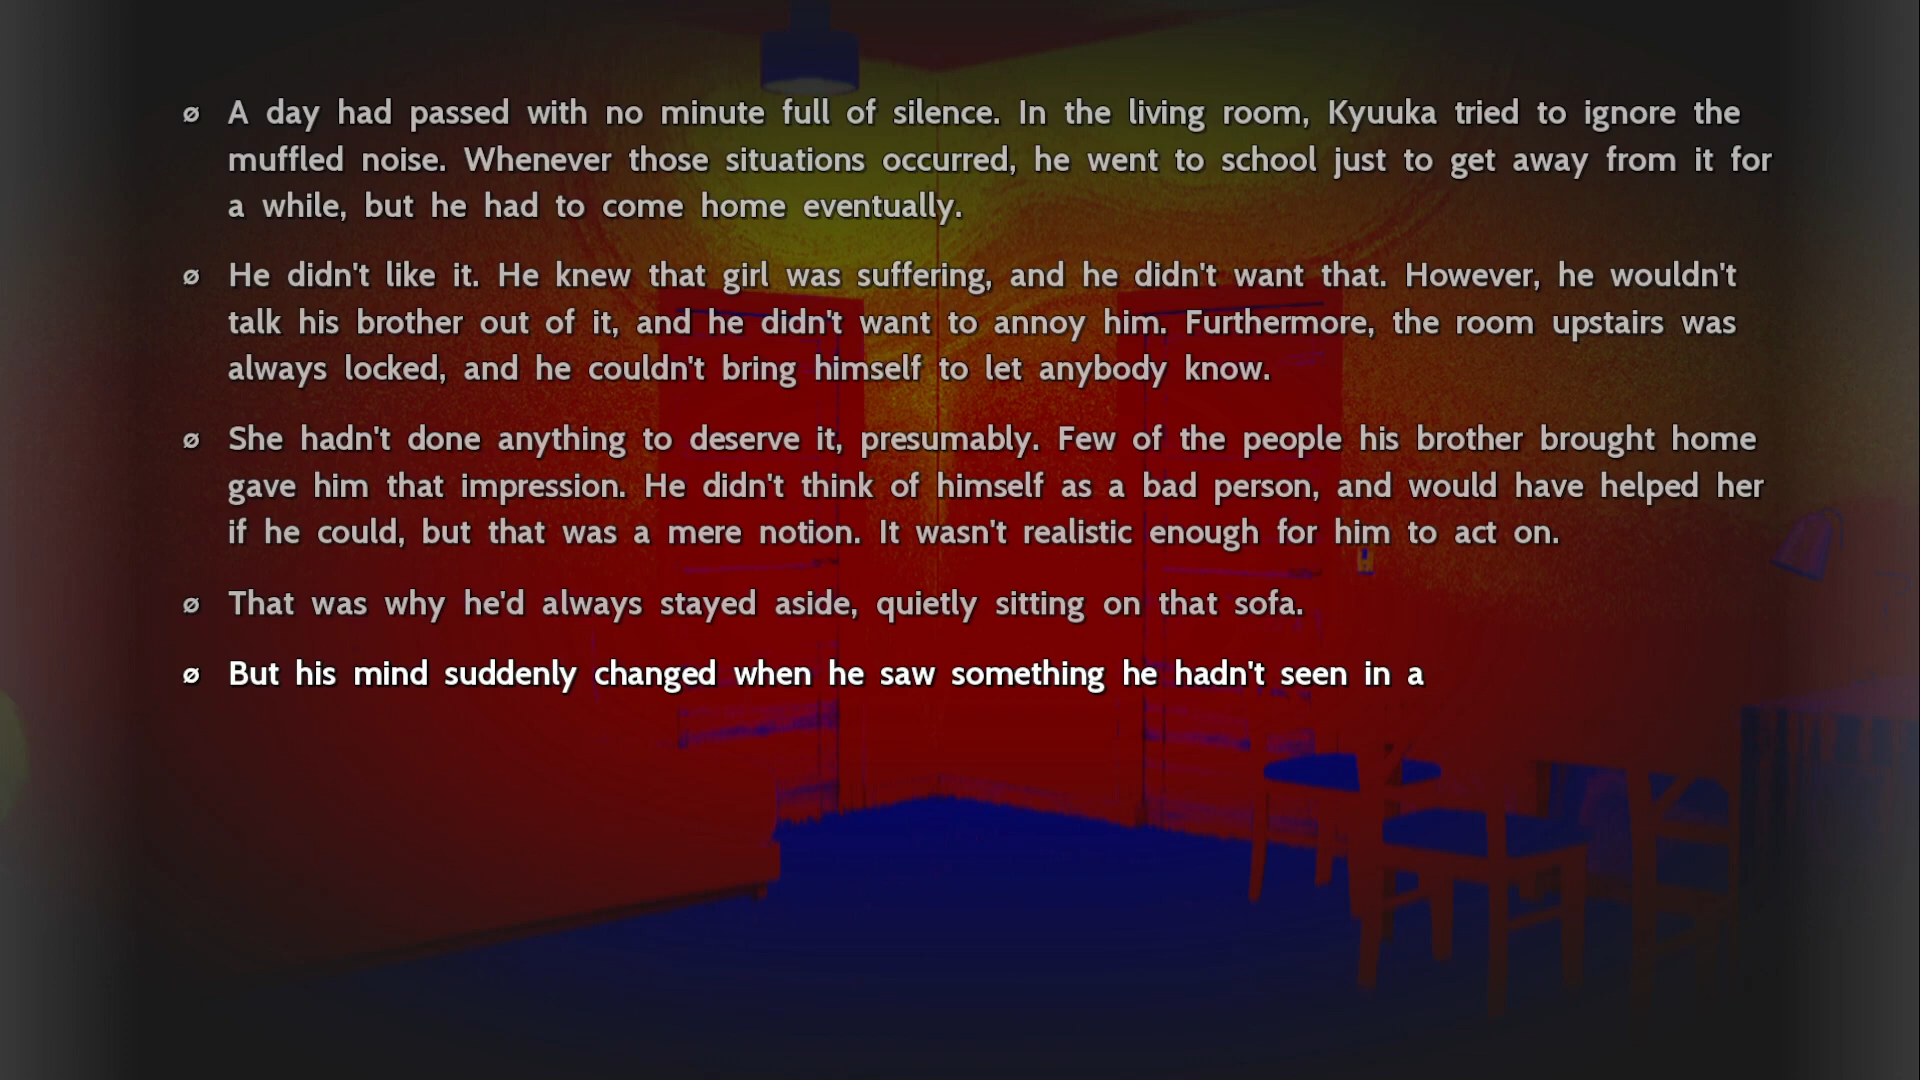 ø A day had passed with no minute full of silence. In the living room, Kyuuka tried to ignore the
muffled noise. Whenever those situations occurred, he went to school just to get away from it for
a while, but he had to come home eventually.
ø He didn't like it. He knew that girl was suffering, and he didn't want that. However, he wouldn't
talk his brother out of it, and he didn't want to annoy him. Furthermore, the room upstairs was
always locked, and he couldn't bring himself to let anybody know.
ø She hadn't done anything to deserve it, presumably. Few of the people his brother brought home
gave him that impression. He didn't think of himself as a bad person, and would have helped her
if he could, but that was a mere notion. It wasn't realistic enough for him to act on.
ø That was why he'd always stayed aside, quietly sitting on that sofa.
ø But his mind suddenly changed when he saw something he hadn't seen in a